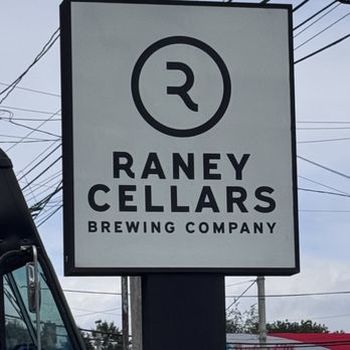 R
RANEY
CELLARS
BREWING COMPANY